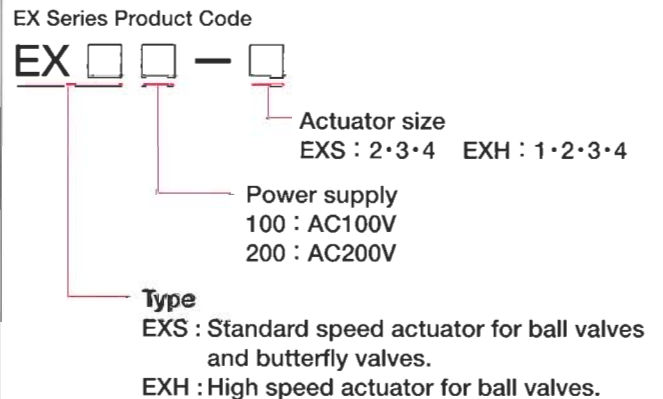 EX Series Product Code
EX □ □ － □
Actuator size
EXS：2・3・4 EXH：1・2・3・4
Power supply
100：AC100V
200：AC200V
Type
EXS : Standard speed actuator for ball valves
and butterfly valves.
EXH : High speed actuator for ball valves.